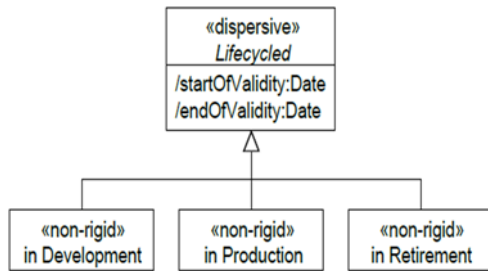 «dispersive»
Lifecycled
/startOfValidity:Date
/endOfValidity:Date
«non-rigid»
in Development
«non-rigid»
in Production
«non-rigid»
in Retirement